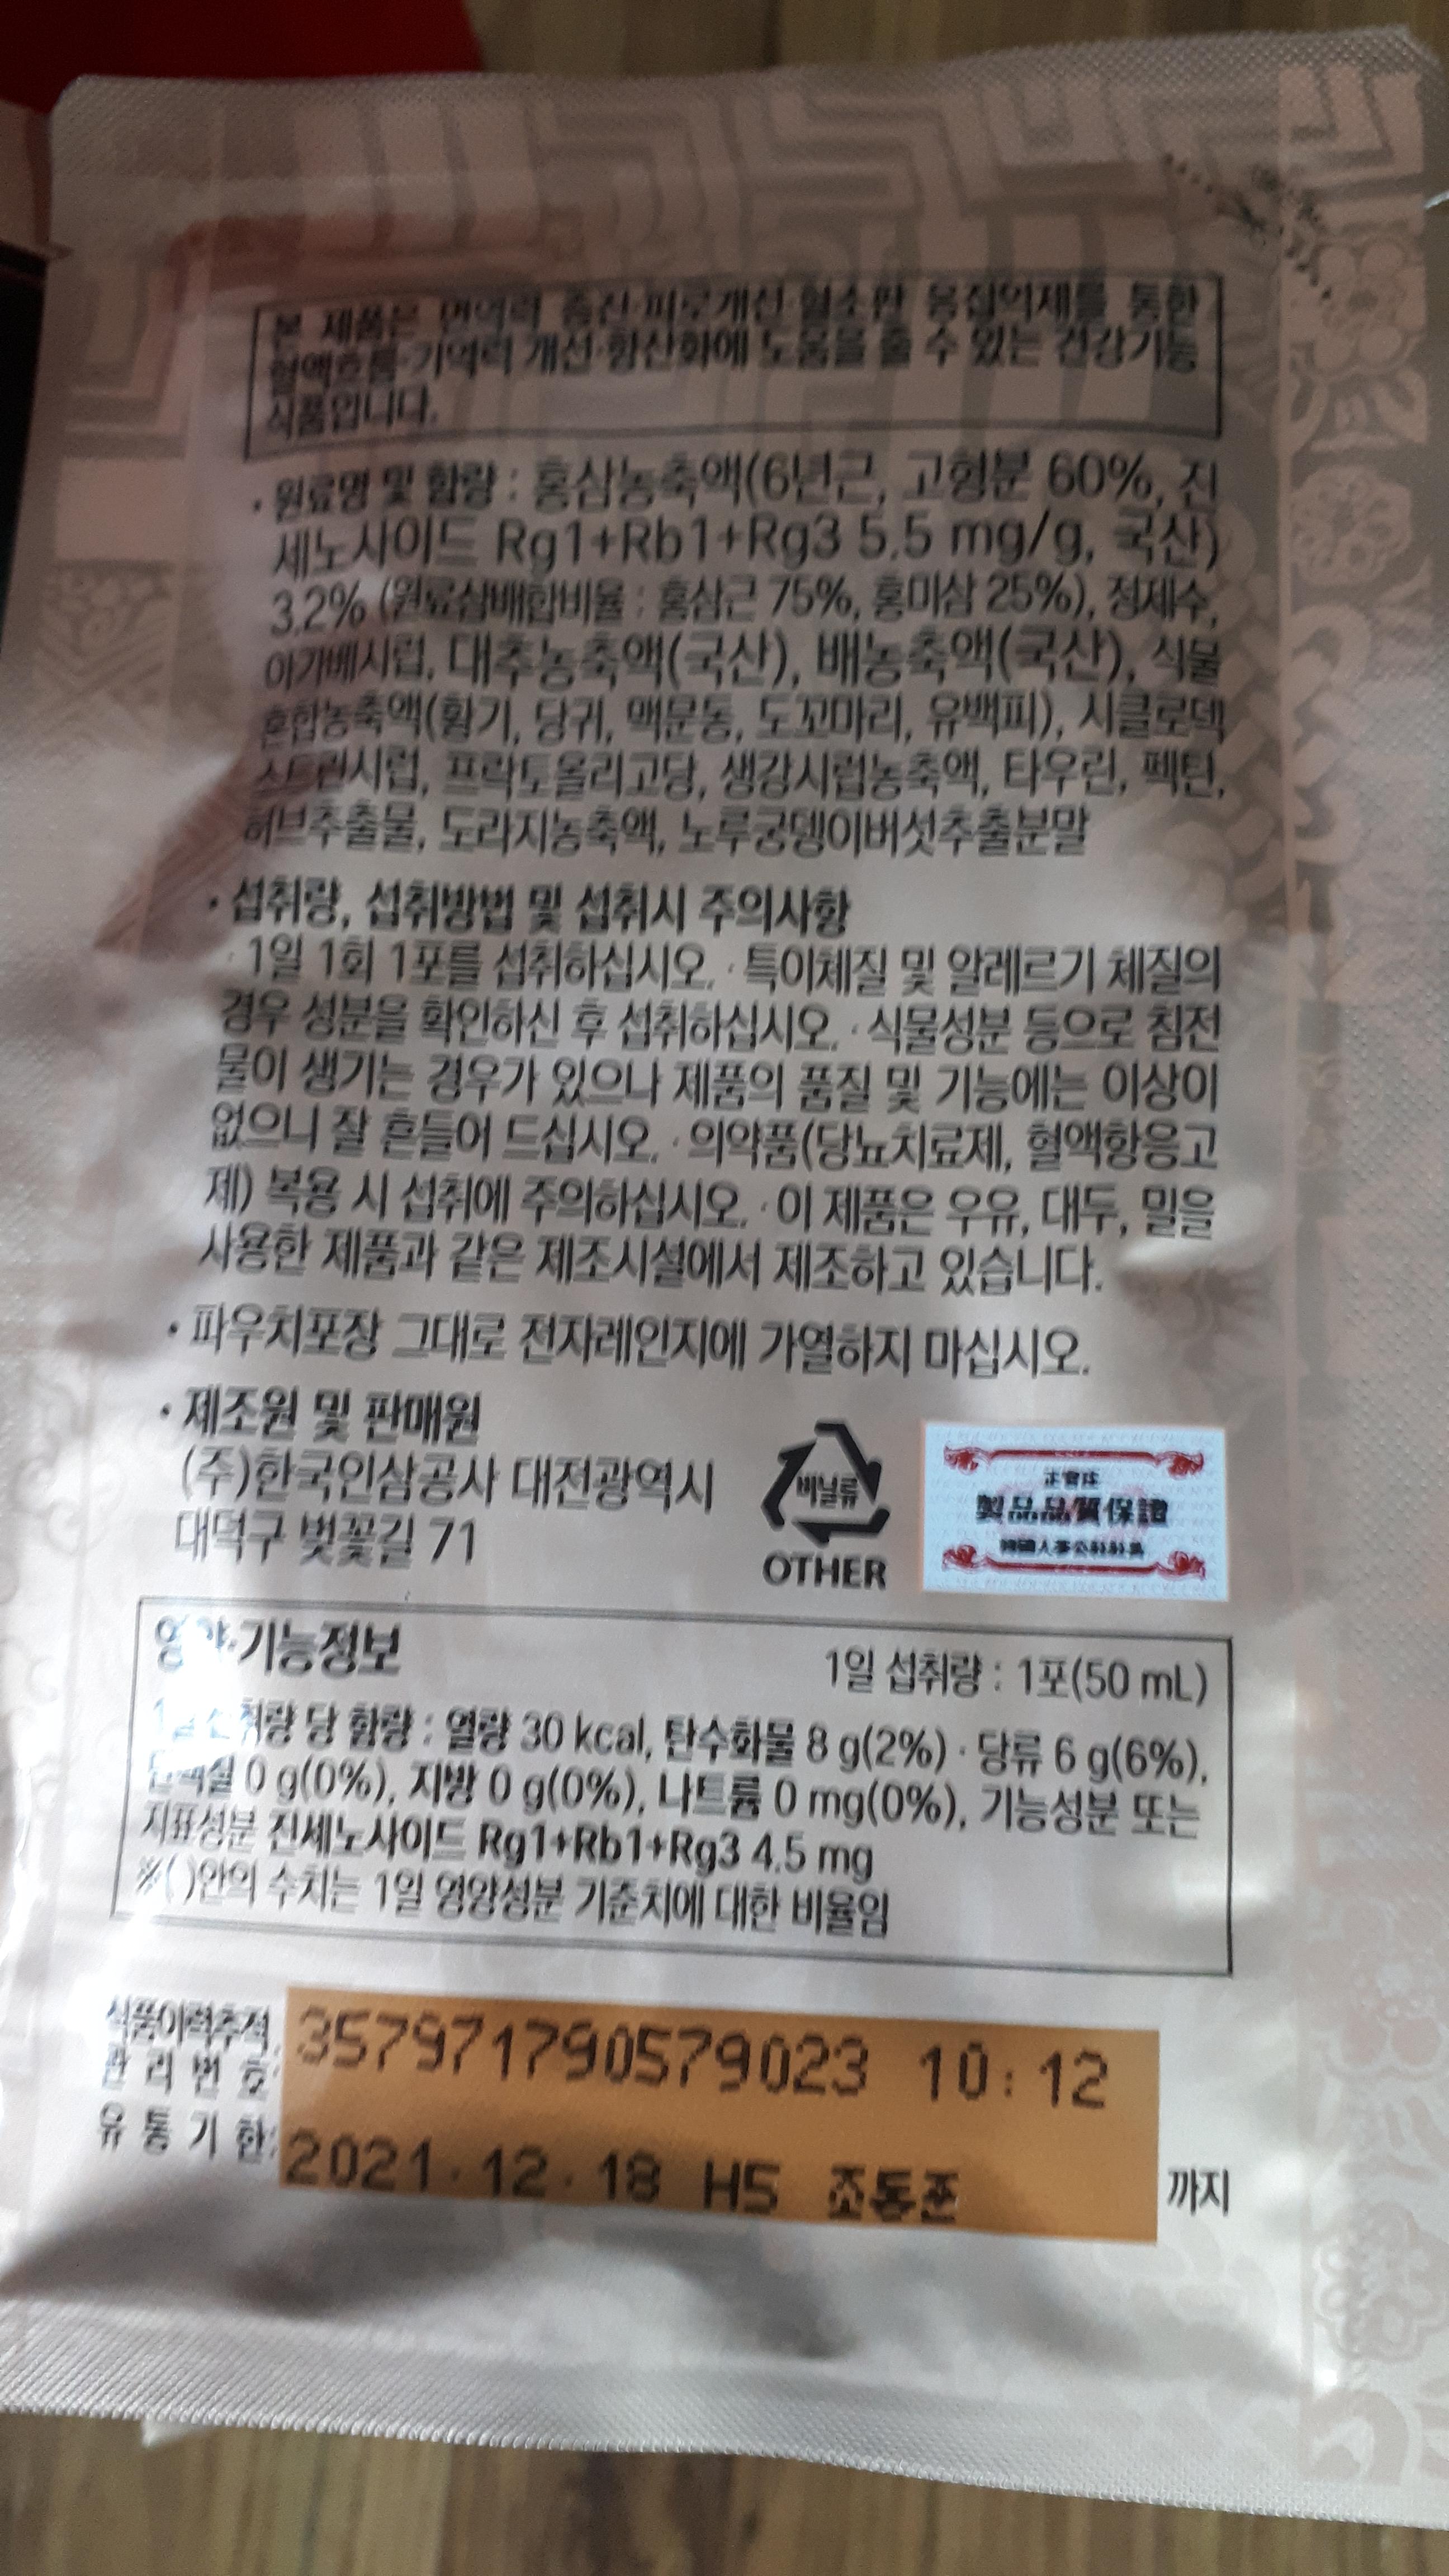 본 제품은 면역력 증진·피로개선·혈소판 응집억제를 통한
혈액흐름·기억력 개선·항산화에 도움을 줄 수 있는 건강기능
식품입니다.
· 원료명 및 함량 : 홍삼농축액(6년근, 고형분 60%, 진
세노사이드 Rg1+Rb1+Rg3 5.5 mg/g, 국산)
3.2% (원료삼배합비율 : 홍삼근 75%, 홍미삼 25%), 정제수,
아가베시럽, 대추농축액(국산), 배농축액(국산), 식물
혼합농축액(황기, 당귀, 맥문동, 도꼬마리, 유백피), 시클로덱
스트린시럽, 프락토올리고당, 생강시럽농축액, 타우린, 펙틴,
허브추출물, 도라지농축액, 노루궁뎅이버섯추출분말
· 섭취량, 섭취방법 및 섭취시 주의사항
· 1일 1회 1포를 섭취하십시오. · 특이체질 및 알레르기 체질의
경우 성분을 확인하신 후 섭취하십시오. · 식물성분 등으로 침전
물이 생기는 경우가 있으나 제품의 품질 및 기능에는 이상이
없으니 잘 흔들어 드십시오. · 의약품(당뇨치료제, 혈액항응고
제) 복용 시 섭취에 주의하십시오. · 이 제품은 우유, 대두, 밀을
사용한 제품과 같은 제조시설에서 제조하고 있습니다.
· 파우치포장 그대로 전자레인지에 가열하지 마십시오.
· 제조원 및 판매원
(주)한국인삼공사 대전광역시
대덕구 벚꽃길 71
비닐류
OTHER
正官庄
製品品質保證
영양·기능정보
1일 섭취량 : 1포(50 mL)
1일 섭취량 당 함량 : 열량 30 kcal, 탄수화물 8 g(2%) · 당류 6 g(6%),
단백질 0 g(0%), 지방 0 g(0%), 나트륨 0 mg(0%), 기능성분 또는
지표성분 진세노사이드 Rg1+Rb1+Rg3 4.5 mg
※( )안의 수치는 1일 영양성분 기준치에 대한 비율임
식품이력추적
관리번호: 357971790579023 10:12
유통기한: 2021.12.18 H5 조동준 까지